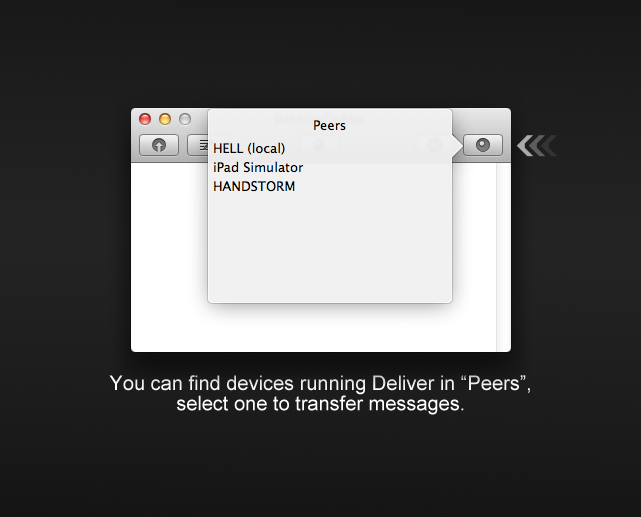 Peers
HELL (local)
iPad Simulator
HANDSTORM
You can find devices running Deliver in “Peers”,
select one to transfer messages.